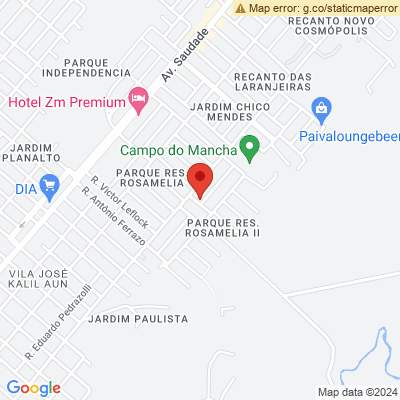 Map error: g.co/staticmaperror
RECANTO NOVO
COSMÓPOLIS
Av. Saudade
PARQUE
INDEPENDENCIA
RECANTO DAS
LARANJEIRAS
Hotel Zm Premium
JARDIM CHICO
MENDES
Paivaloungebeer
JARDIM
PLANALTO
Campo do Mancha
PARQUE RES.
ROSAMELIA
DIA
R. Victor Leflock
R. Antônio Ferrazo
PARQUE RES.
ROSAMELIA II
VILA JOSÉ
KALIL AUN
R. Eduardo Pedrazolli
JARDIM PAULISTA
Google
Map data ©2024